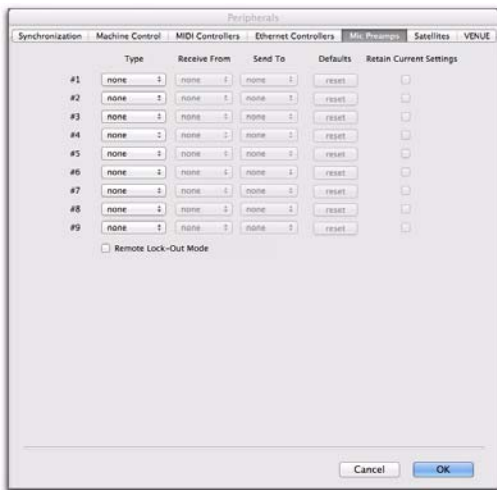 Peripherals
Synchronization Machine Control MIDI Controllers Ethernet Controllers Mic Preamps Satellites VENUE
Type Receive From Send To Defaults Retain Current Settings
#1 none none none reset
#2 none none none reset
#3 none none none reset
#4 none none none reset
#5 none none none reset
#6 none none none reset
#7 none none none reset
#8 none none none reset
#9 none none none reset
Remote Lock-Out Mode
Cancel OK